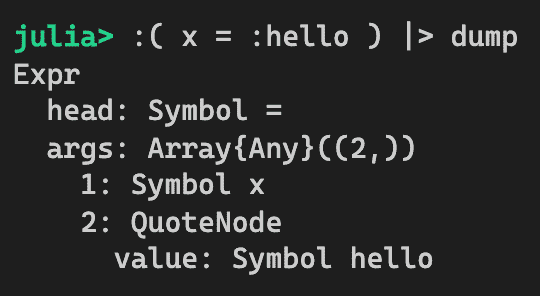 julia> :( x = :hello ) |> dump
Expr
  head: Symbol =
  args: Array{Any}((2,))
    1: Symbol x
    2: QuoteNode
      value: Symbol hello